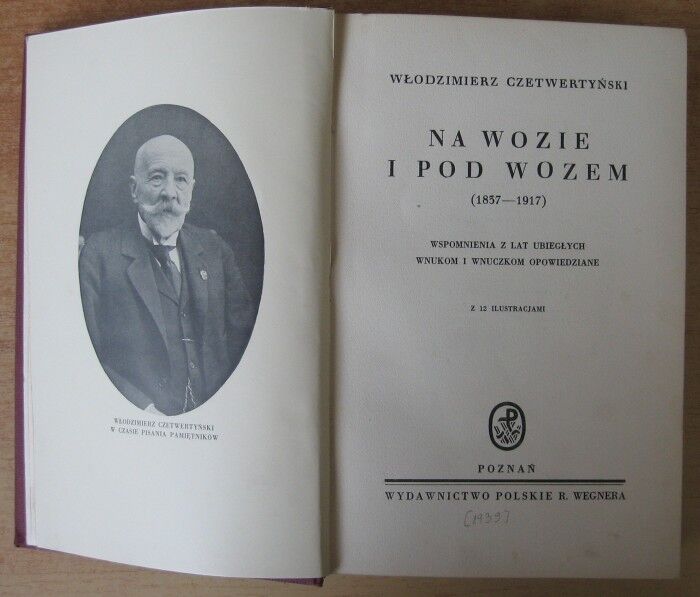 WŁODZIMIERZ CZETWERTYŃSKI
W CZASIE PISANIA PAMIĘTNIKÓW
WŁODZIMIERZ CZETWERTYŃSKI
NA WOZIE
I POD WOZEM
(1837—1917)
WSPOMNIENIA Z LAT UBIEGŁYCH
WNUKOM I WNUCZKOM OPOWIEDZIANE
Z 12 ILUSTRACJAMI
POZNAŃ
WYDAWNICTWO POLSKIE R. WEGNERA
[1939]